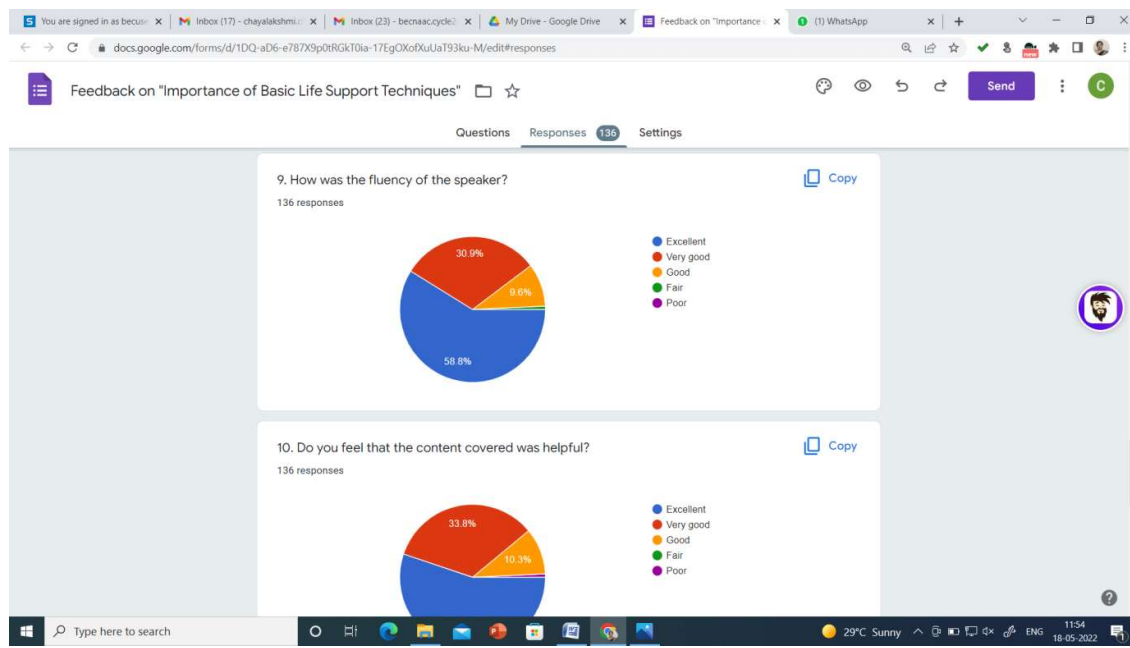 You are signed in as becuse
Inbox (17) - chayalakshmi.c
Inbox (23) - becnaac.cycle2
My Drive - Google Drive
Feedback on "Importance o
(1) WhatsApp
docs.google.com/forms/d/1DQ-aD6-e787X9p0tRGkT0ia-17EgOXofXuUaT93ku-M/edit#responses
Feedback on "Importance of Basic Life Support Techniques"
Send
C
Questions Responses 136 Settings
9. How was the fluency of the speaker?
Copy
136 responses
Excellent
Very good
Good
Fair
Poor
30.9%
9.6%
58.8%
10. Do you feel that the content covered was helpful?
Copy
136 responses
Excellent
Very good
Good
Fair
Poor
33.8%
10.3%
Type here to search
29°C Sunny
ENG
11:54
18-05-2022